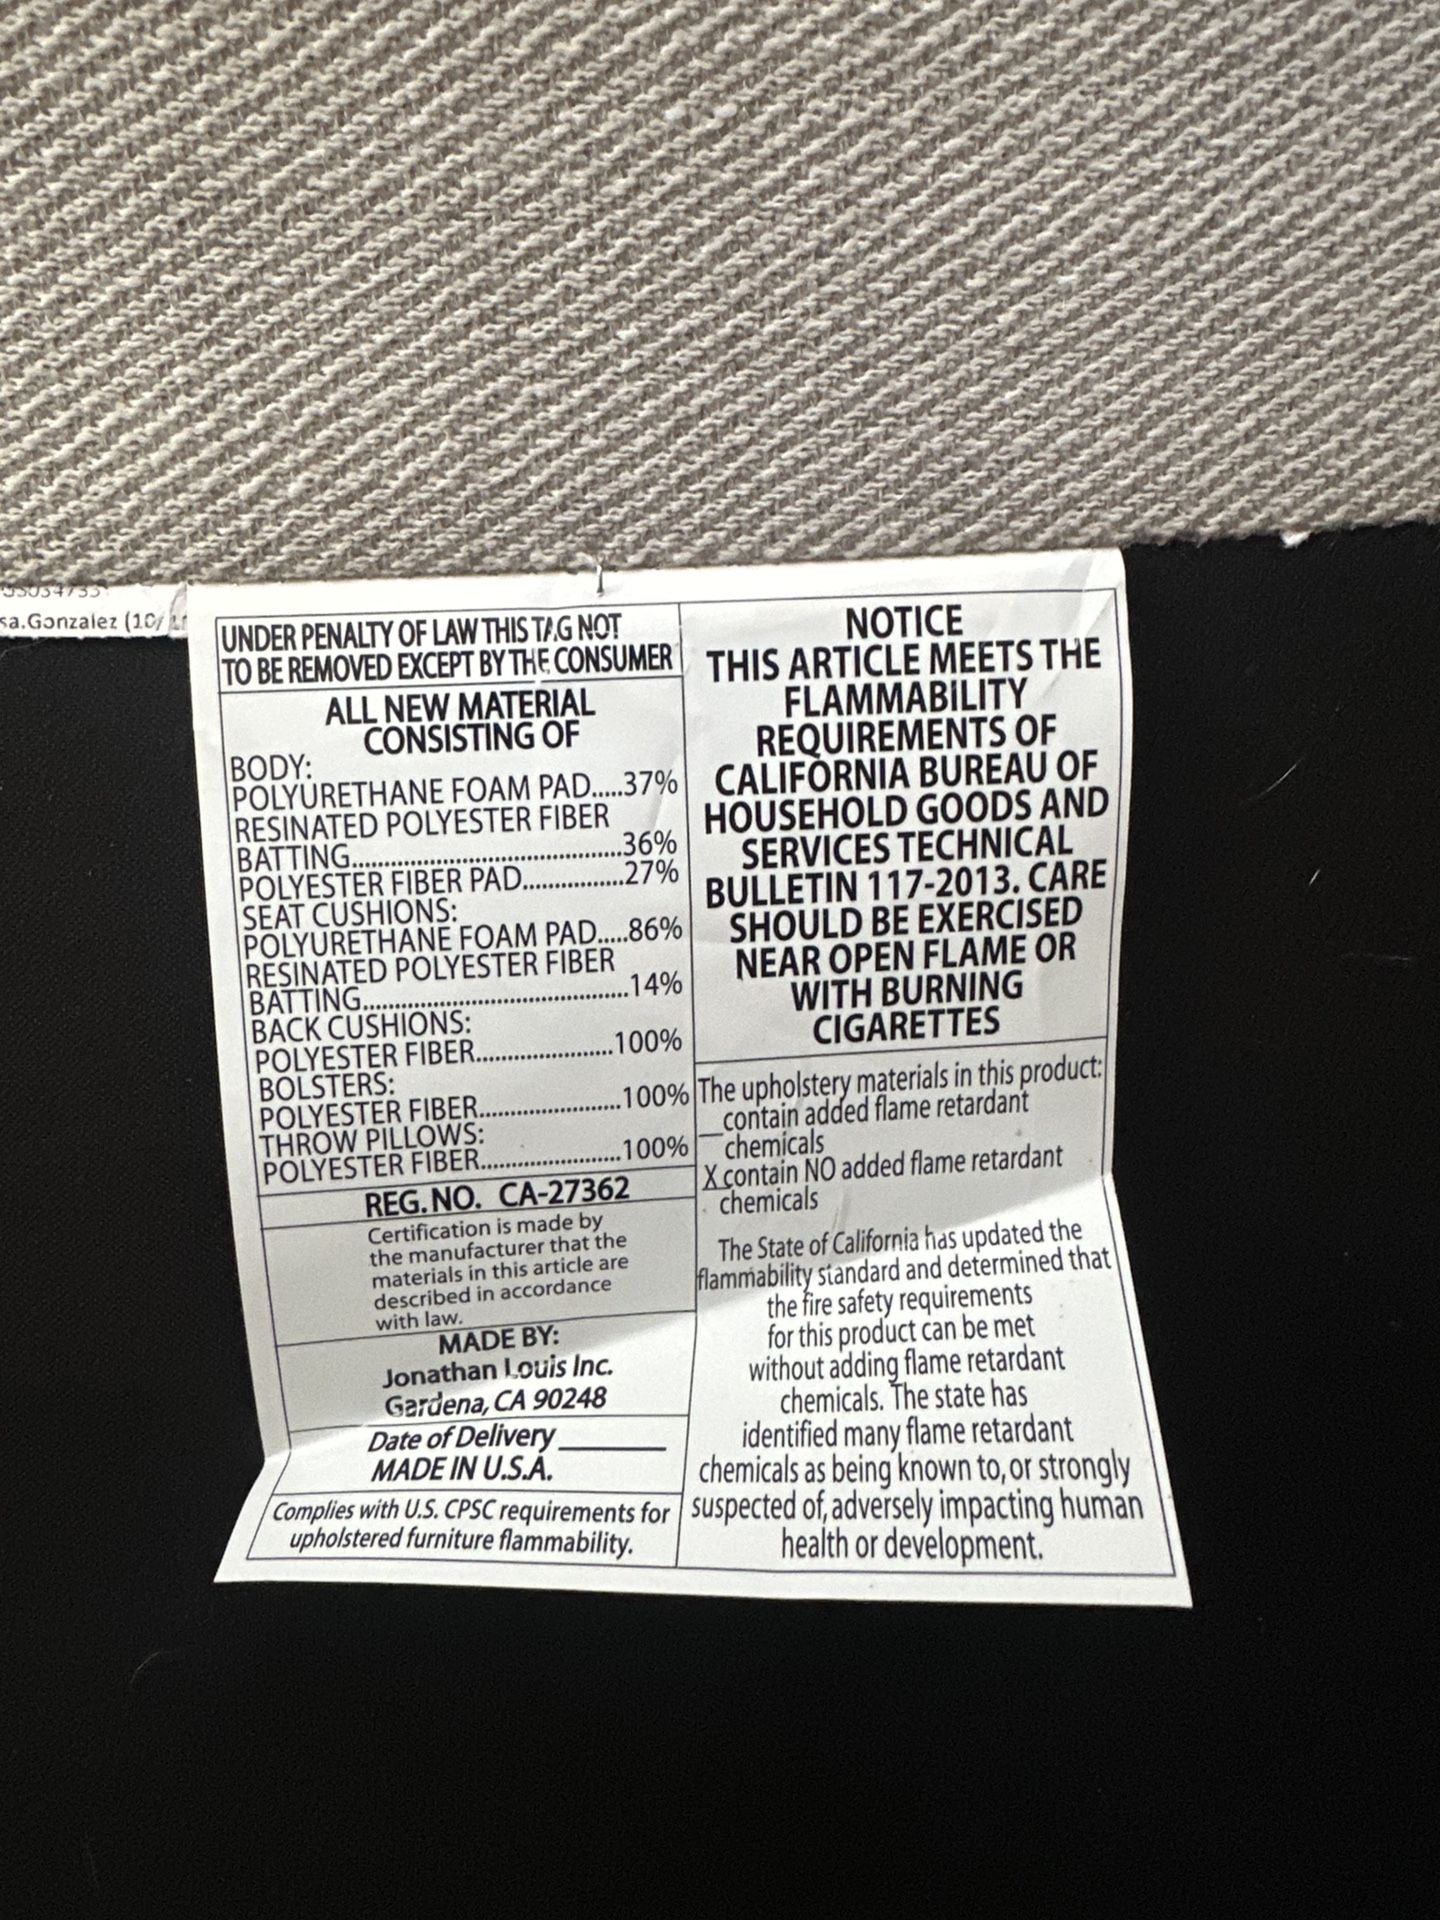 sa.Gonzalez (10/
UNDER PENALTY OF LAW THIS TAG NOT
TO BE REMOVED EXCEPT BY THE CONSUMER
ALL NEW MATERIAL
CONSISTING OF
BODY:
POLYURETHANE FOAM PAD.....37%
RESINATED POLYESTER FIBER
BATTING.......................................36%
POLYESTER FIBER PAD...............27%
SEAT CUSHIONS:
POLYURETHANE FOAM PAD.....86%
RESINATED POLYESTER FIBER
BATTING.......................................14%
BACK CUSHIONS:
POLYESTER FIBER.....................100%
BOLSTERS:
POLYESTER FIBER.....................100%
THROW PILLOWS:
POLYESTER FIBER.....................100%
REG. NO. CA-27362
Certification is made by
the manufacturer that the
materials in this article are
described in accordance
with law.
MADE BY:
Jonathan Louis Inc.
Gardena, CA 90248
Date of Delivery ________
MADE IN U.S.A.
Complies with U.S. CPSC requirements for
upholstered furniture flammability.
NOTICE
THIS ARTICLE MEETS THE
FLAMMABILITY
REQUIREMENTS OF
CALIFORNIA BUREAU OF
HOUSEHOLD GOODS AND
SERVICES TECHNICAL
BULLETIN 117-2013. CARE
SHOULD BE EXERCISED
NEAR OPEN FLAME OR
WITH BURNING
CIGARETTES
The upholstery materials in this product:
__contain added flame retardant
chemicals
X contain NO added flame retardant
chemicals
The State of California has updated the
flammability standard and determined that
the fire safety requirements
for this product can be met
without adding flame retardant
chemicals. The state has
identified many flame retardant
chemicals as being known to, or strongly
suspected of, adversely impacting human
health or development.